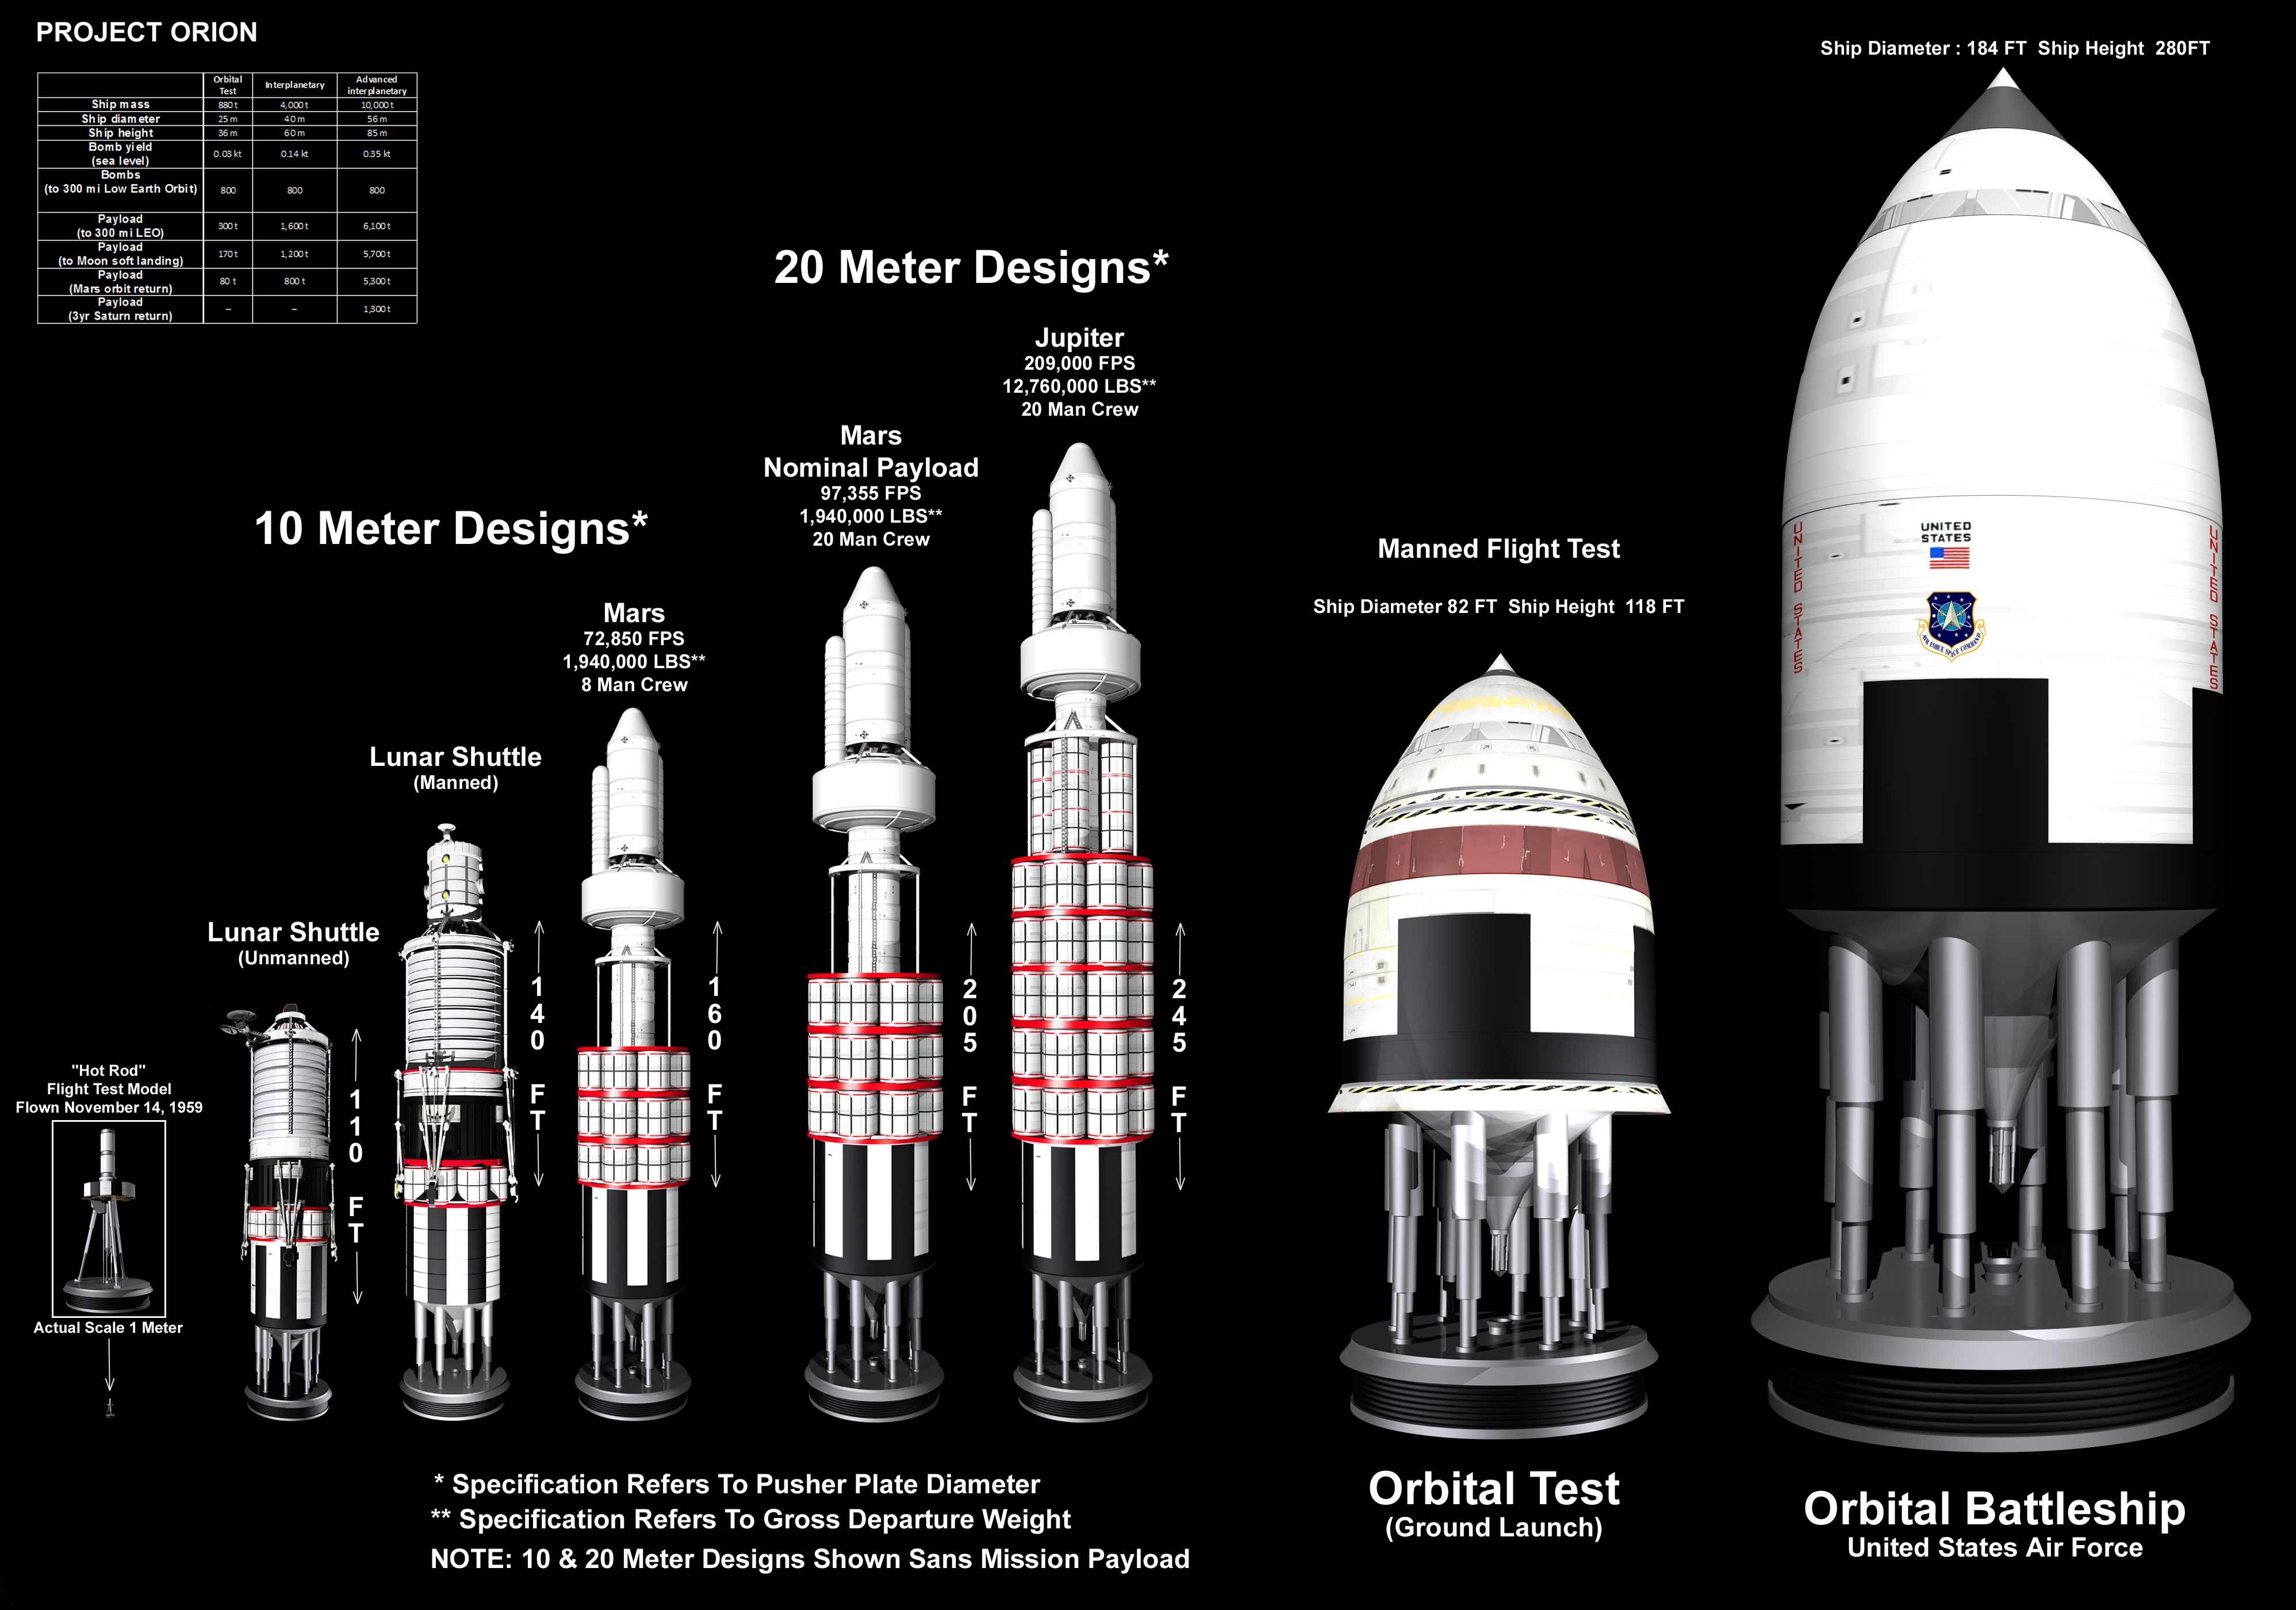 PROJECT ORION
Orbital Test Interplanetary Advanced interplanetary
Ship mass 880 t 4,000 t 10,000 t
Ship diameter 25 m 40 m 56 m
Ship height 36 m 60 m 85 m
Bomb yield (sea level) 0.03 kt 0.14 kt 0.35 kt
Bombs (to 300 mi Low Earth Orbit) 800 800 800
Payload (to 300 mi LEO) 300 t 1,600 t 6,100 t
Payload (to Moon soft landing) 170 t 1,200 t 5,700 t
Payload (Mars orbit return) 80 t 800 t 5,300 t
Payload (3yr Saturn return) – – 1,300 t
"Hot Rod"
Flight Test Model
Flown November 14, 1959
Actual Scale 1 Meter
10 Meter Designs*
Lunar Shuttle
(Unmanned)
110 FT
Lunar Shuttle
(Manned)
140 FT
Mars
72,850 FPS
1,940,000 LBS**
8 Man Crew
160 FT
20 Meter Designs*
Mars
Nominal Payload
97,355 FPS
1,940,000 LBS**
20 Man Crew
205 FT
Jupiter
209,000 FPS
12,760,000 LBS**
20 Man Crew
245 FT
Manned Flight Test
Ship Diameter 82 FT Ship Height 118 FT
Orbital Test
(Ground Launch)
Ship Diameter : 184 FT Ship Height 280FT
UNITED STATES
UNITED
STATES
AIR FORCE SPACE COMMAND
UNITED STATES
Orbital Battleship
United States Air Force
* Specification Refers To Pusher Plate Diameter
** Specification Refers To Gross Departure Weight
NOTE: 10 & 20 Meter Designs Shown Sans Mission Payload